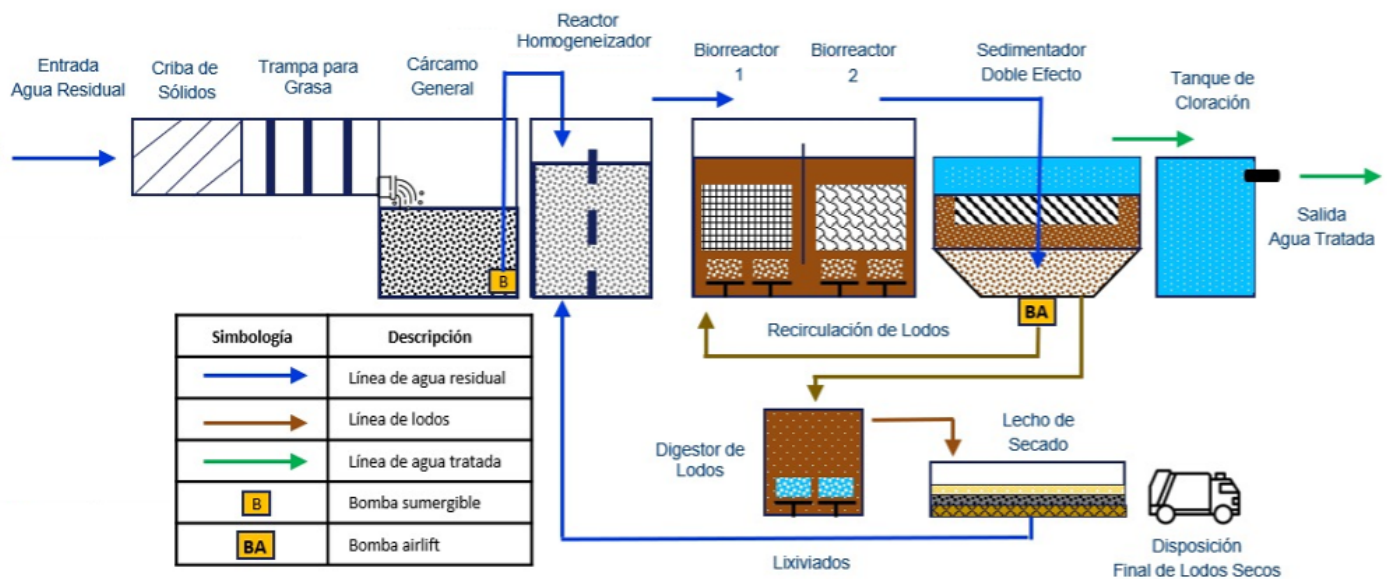 Entrada
Agua Residual
Criba de
Sólidos
Trampa para
Grasa
Cárcamo
General
Reactor
Homogeneizador
Biorreactor
1
Biorreactor
2
Sedimentador
Doble Efecto
Tanque de
Cloración
Salida
Agua Tratada
B
BA
Recirculación de Lodos
Simbología Descripción
Línea de agua residual
Línea de lodos
Línea de agua tratada
B Bomba sumergible
BA Bomba airlift
Digestor de
Lodos
Lecho de
Secado
Lixiviados
Disposición
Final de Lodos Secos